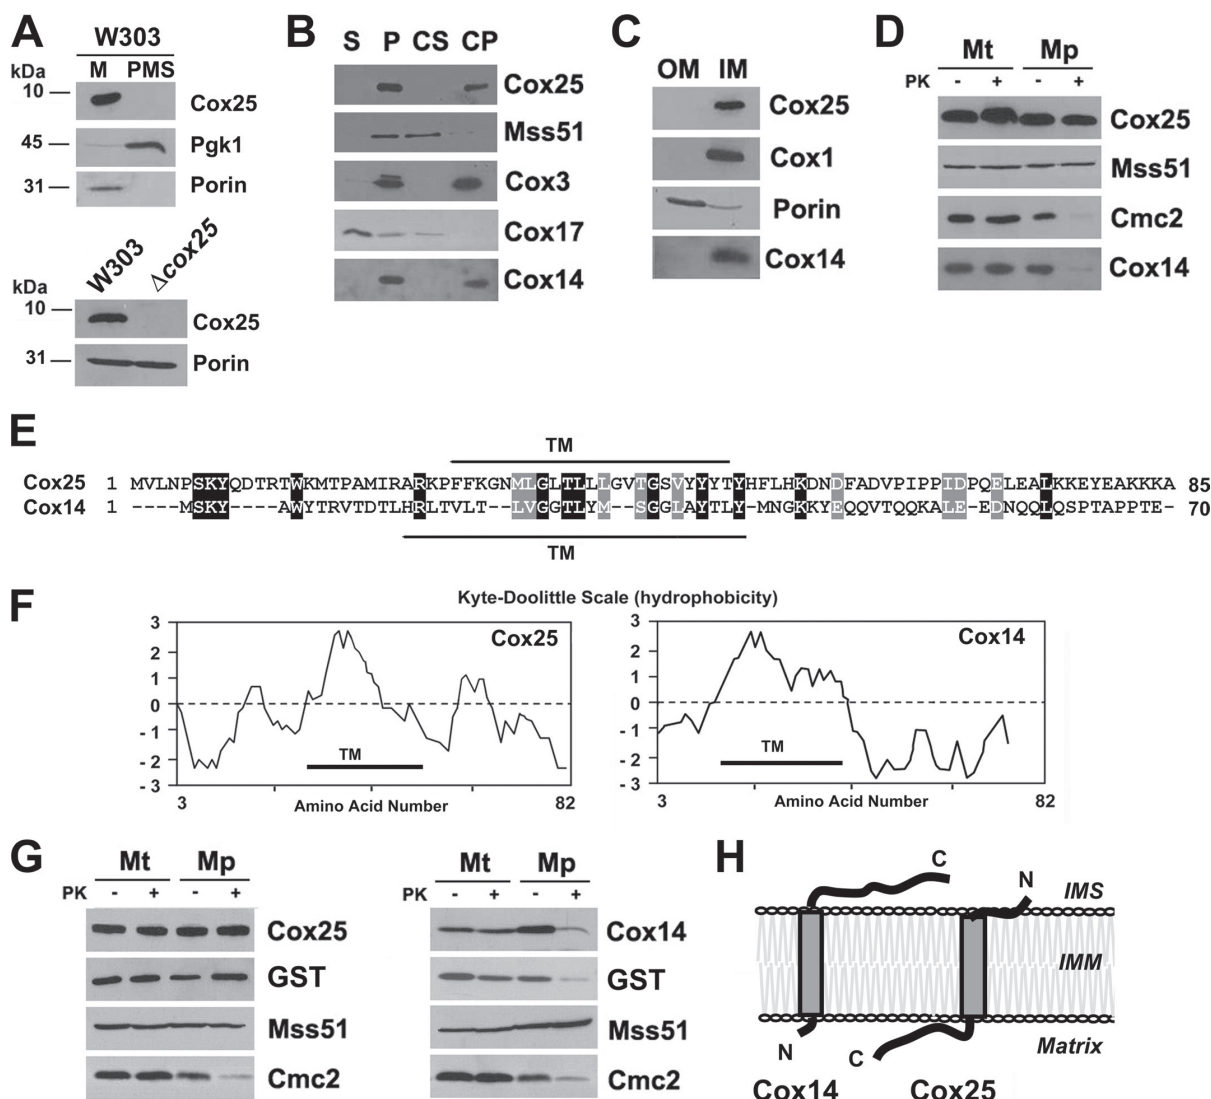 A
W303
kDa
M PMS
10
Cox25
45
Pgk1
31
Porin
W303
Δcox25
kDa
10
Cox25
31
Porin
B
S P CS CP
Cox25
Mss51
Cox3
Cox17
Cox14
C
OM IM
Cox25
Cox1
Porin
Cox14
D
Mt Mp
PK - + - +
Cox25
Mss51
Cmc2
Cox14
E
TM
Cox25 1 MVLNPSKYQDTRTWKMTPAMIRARKPFFKGNMLGLTLLLGVTGSVYYYTYHFLHKDNDFADVPIPPIDPQELEALKKEYEAKKKA 85
Cox14 1 ----MSKY----AWYTRVTDTLHRLTVLT--LVGGTLYM--SGGLAYTLY-MNGKKYEQQVTQQKALE-EDNQQLQSPTAPPTE- 70
TM
F
Kyte-Doolittle Scale (hydrophobicity)
Cox25
3
2
1
0
- 1
- 2
- 3
TM
3 Amino Acid Number 82
Cox14
3
2
1
0
- 1
- 2
- 3
TM
3 Amino Acid Number 82
G
Mt Mp
PK - + - +
Cox25
GST
Mss51
Cmc2
Mt Mp
PK - + - +
Cox14
GST
Mss51
Cmc2
H
C
N
IMS
IMM
N
C
Matrix
Cox14 Cox25